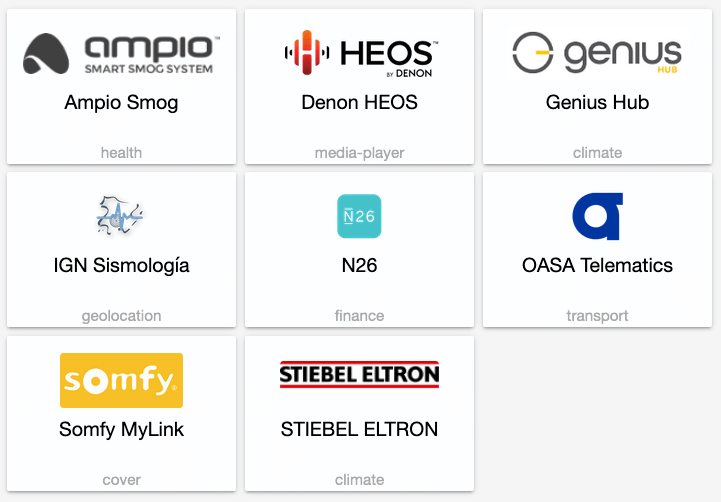 ampio™
SMART SMOG SYSTEM
Ampio Smog
health
HEOS™
BY DENON
Denon HEOS
media-player
genius
HUB
Genius Hub
climate
IGN Sismología
geolocation
N26
N26
finance
a
OASA Telematics
transport
somfy®
Somfy MyLink
cover
STIEBEL ELTRON
STIEBEL ELTRON
climate